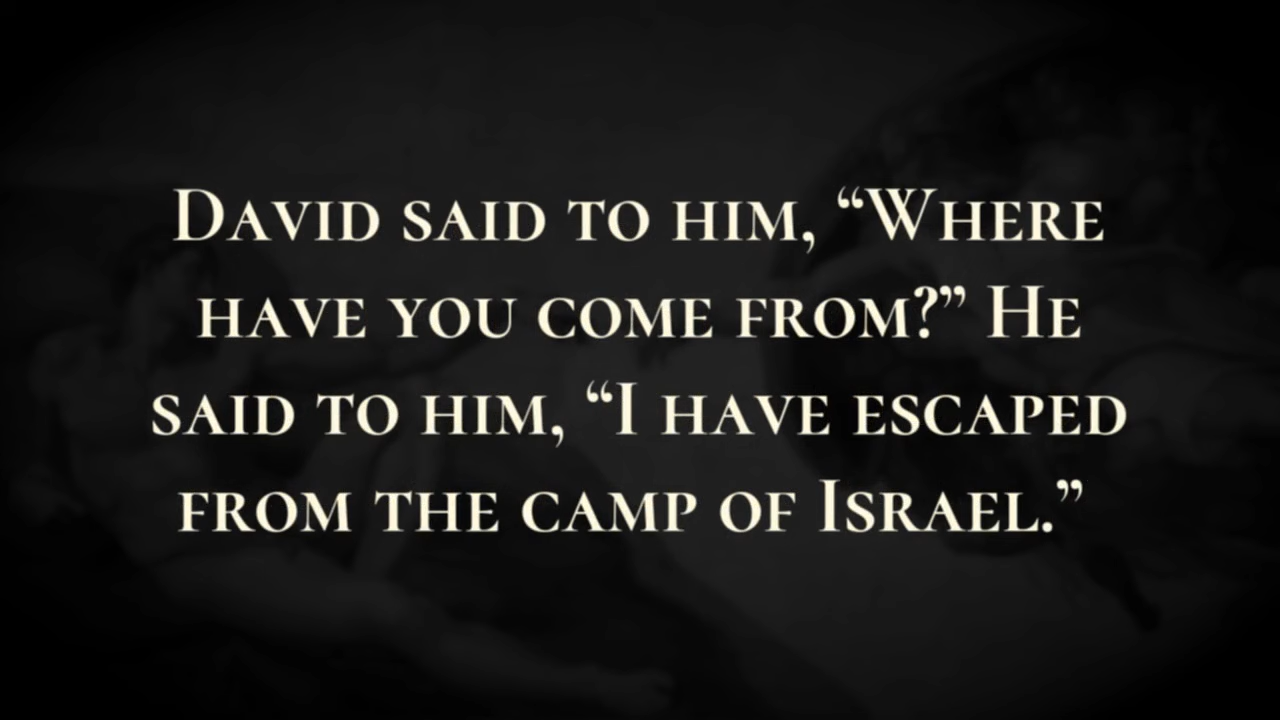 David said to him, “Where
have you come from?” He
said to him, “I have escaped
from the camp of Israel.”